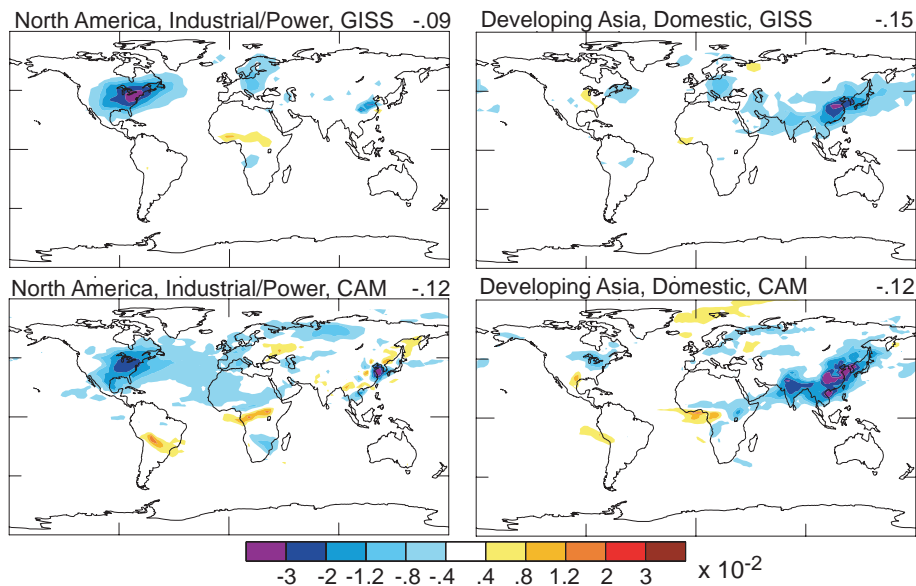 North America, Industrial/Power, GISS -.09
Developing Asia, Domestic, GISS -.15
North America, Industrial/Power, CAM -.12
Developing Asia, Domestic, CAM -.12
-3 -2 -1.2 -.8 -.4 .4 .8 1.2 2 3 x 10-2